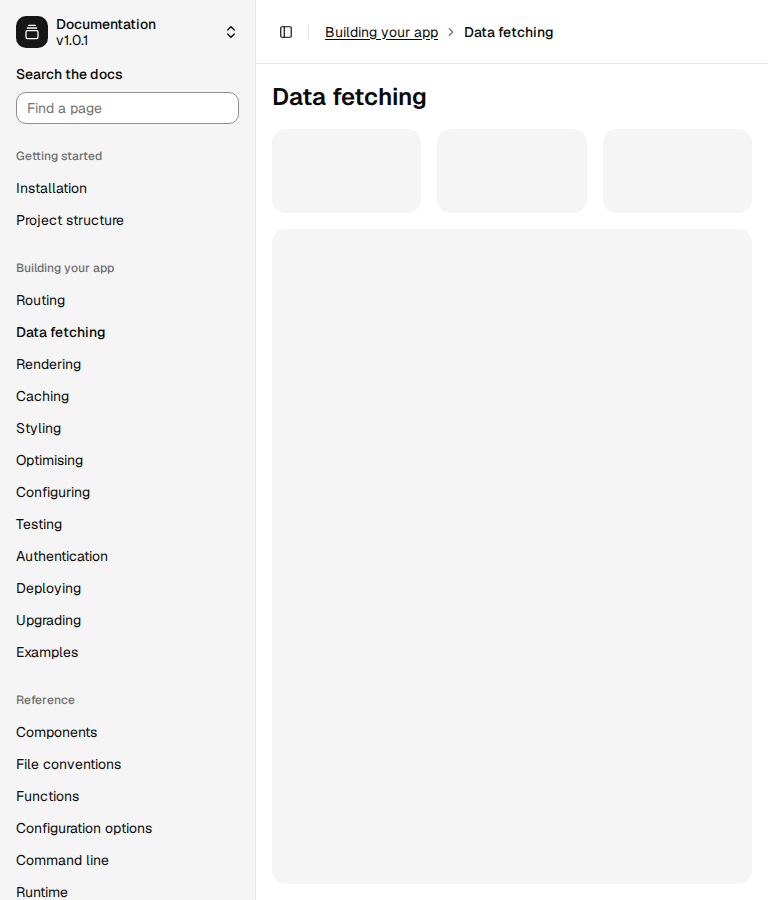 Documentation
v1.0.1
Search the docs
Find a page
Getting started
Installation
Project structure
Building your app
Routing
Data fetching
Rendering
Caching
Styling
Optimising
Configuring
Testing
Authentication
Deploying
Upgrading
Examples
Reference
Components
File conventions
Functions
Configuration options
Command line
Runtime
Building your app > Data fetching
Data fetching